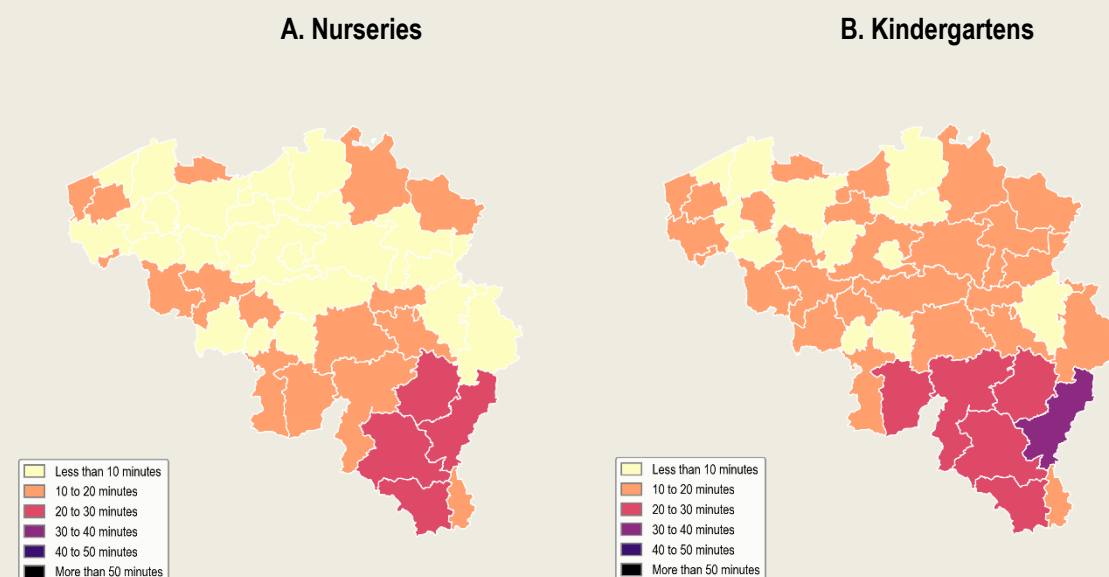 A. Nurseries
B. Kindergartens
Less than 10 minutes
10 to 20 minutes
20 to 30 minutes
30 to 40 minutes
40 to 50 minutes
More than 50 minutes
Less than 10 minutes
10 to 20 minutes
20 to 30 minutes
30 to 40 minutes
40 to 50 minutes
More than 50 minutes